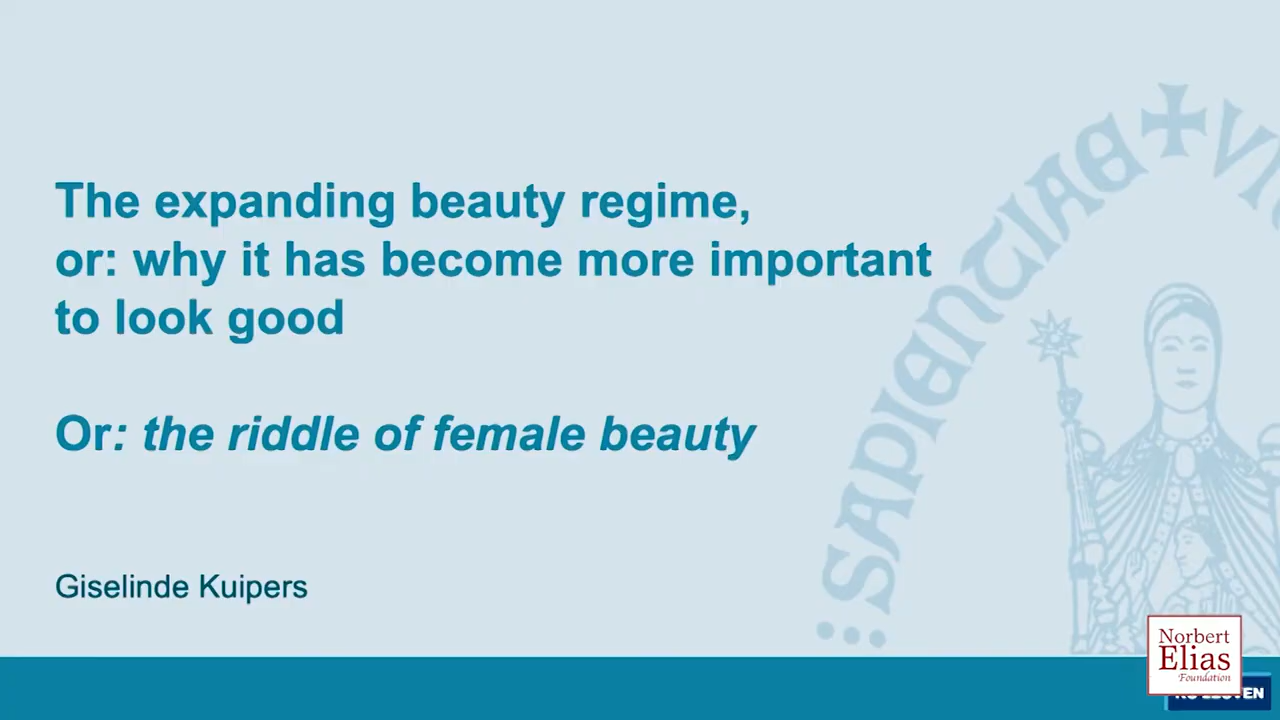 The expanding beauty regime,
or: why it has become more important
to look good
Or: the riddle of female beauty
Giselinde Kuipers
SAPIENTIAE
Norbert
Elias
Foundation